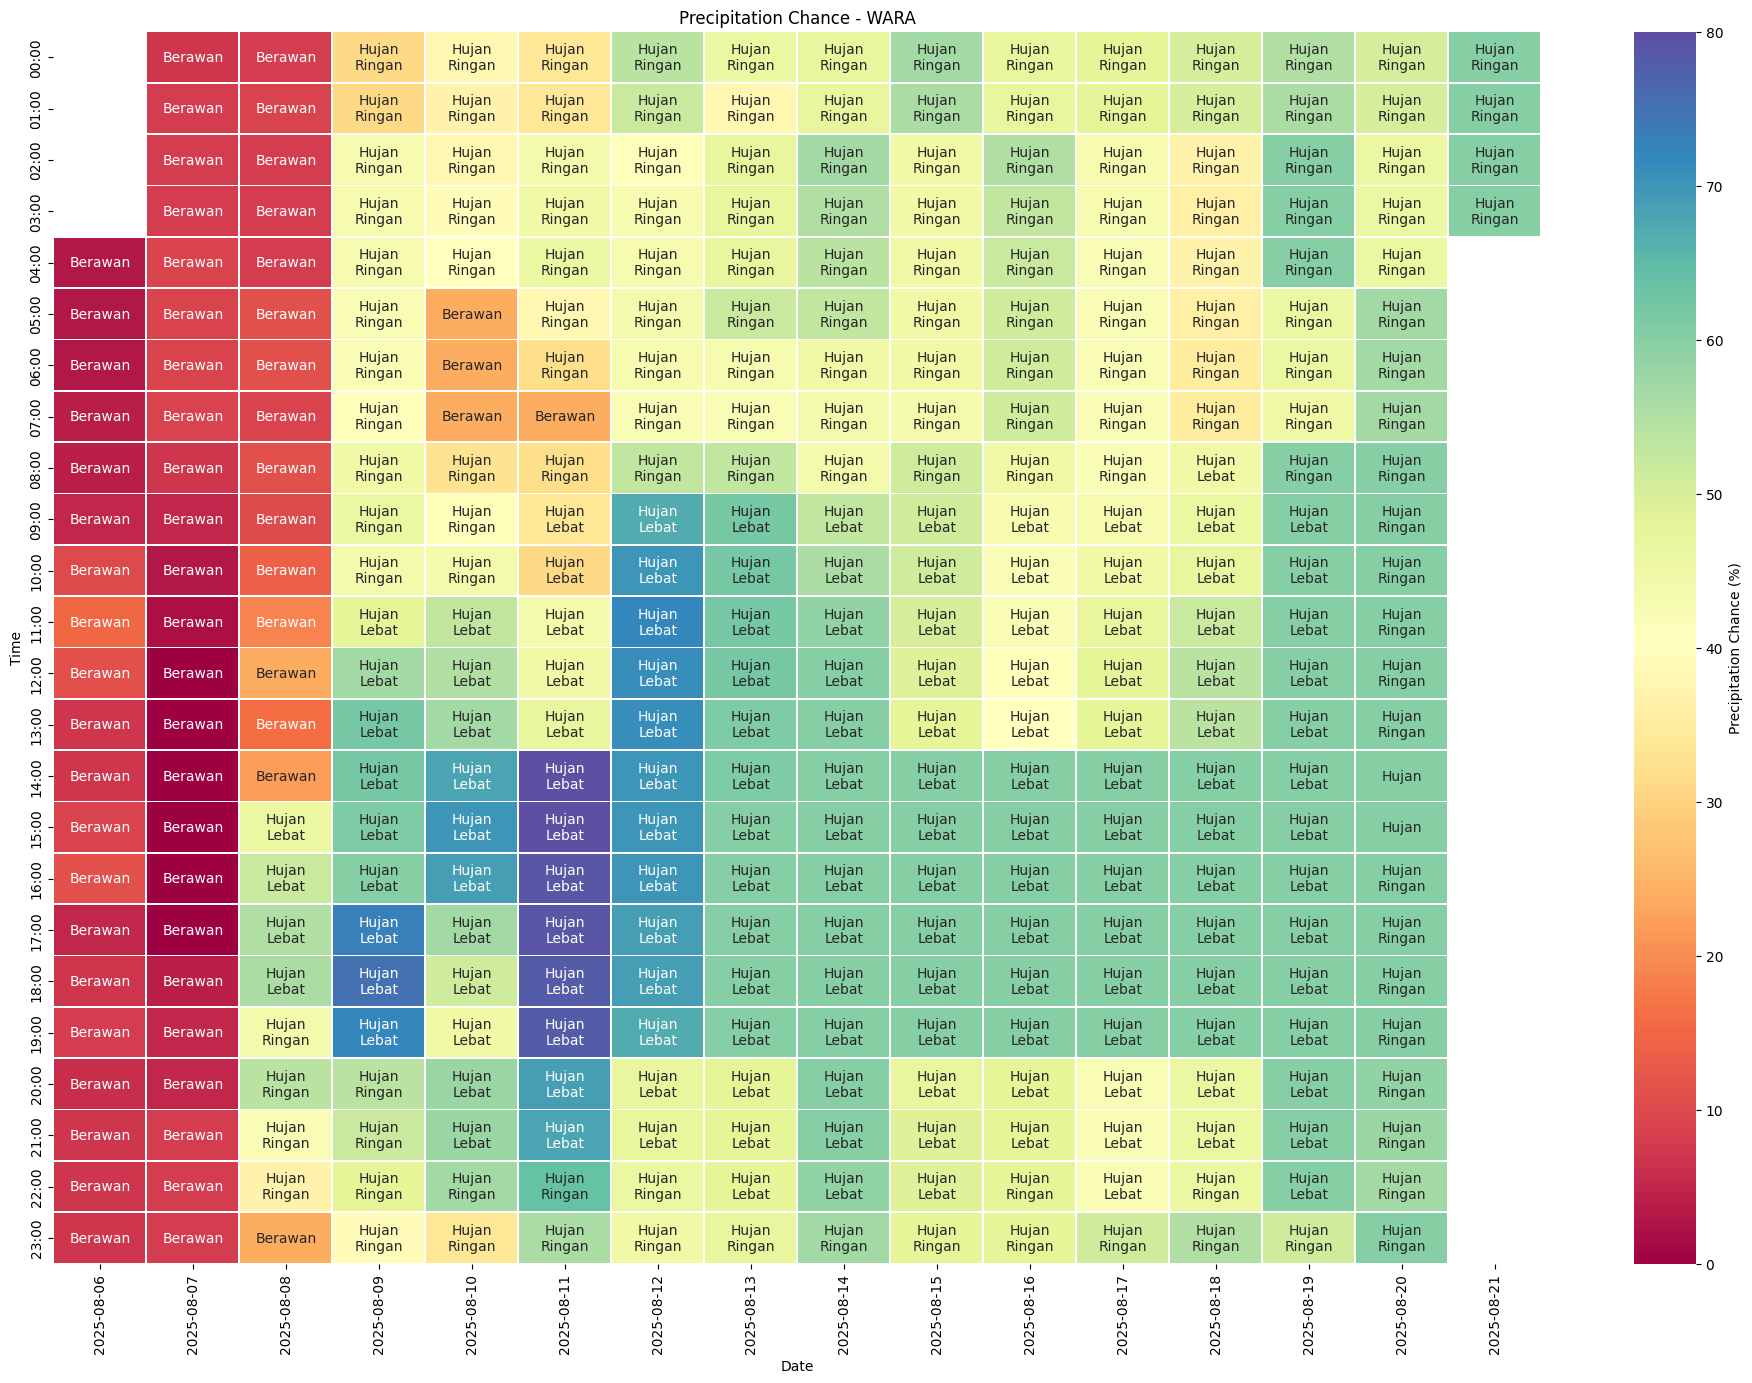 Precipitation Chance - WARA
00:00 Berawan Berawan Hujan Ringan Hujan Ringan Hujan Ringan Hujan Ringan Hujan Ringan Hujan Ringan Hujan Ringan Hujan Ringan Hujan Ringan Hujan Ringan Hujan Ringan Hujan Ringan Hujan Ringan
01:00 Berawan Berawan Hujan Ringan Hujan Ringan Hujan Ringan Hujan Ringan Hujan Ringan Hujan Ringan Hujan Ringan Hujan Ringan Hujan Ringan Hujan Ringan Hujan Ringan Hujan Ringan Hujan Ringan
02:00 Berawan Berawan Hujan Ringan Hujan Ringan Hujan Ringan Hujan Ringan Hujan Ringan Hujan Ringan Hujan Ringan Hujan Ringan Hujan Ringan Hujan Ringan Hujan Ringan Hujan Ringan Hujan Ringan
03:00 Berawan Berawan Hujan Ringan Hujan Ringan Hujan Ringan Hujan Ringan Hujan Ringan Hujan Ringan Hujan Ringan Hujan Ringan Hujan Ringan Hujan Ringan Hujan Ringan Hujan Ringan Hujan Ringan
04:00 Berawan Berawan Berawan Hujan Ringan Hujan Ringan Hujan Ringan Hujan Ringan Hujan Ringan Hujan Ringan Hujan Ringan Hujan Ringan Hujan Ringan Hujan Ringan Hujan Ringan Hujan Ringan
05:00 Berawan Berawan Berawan Hujan Ringan Berawan Hujan Ringan Hujan Ringan Hujan Ringan Hujan Ringan Hujan Ringan Hujan Ringan Hujan Ringan Hujan Ringan Hujan Ringan Hujan Ringan
06:00 Berawan Berawan Berawan Hujan Ringan Berawan Hujan Ringan Hujan Ringan Hujan Ringan Hujan Ringan Hujan Ringan Hujan Ringan Hujan Ringan Hujan Ringan Hujan Ringan Hujan Ringan
07:00 Berawan Berawan Berawan Hujan Ringan Berawan Berawan Hujan Ringan Hujan Ringan Hujan Ringan Hujan Ringan Hujan Ringan Hujan Ringan Hujan Ringan Hujan Ringan Hujan Ringan
08:00 Berawan Berawan Berawan Hujan Ringan Hujan Ringan Hujan Ringan Hujan Ringan Hujan Ringan Hujan Ringan Hujan Ringan Hujan Ringan Hujan Ringan Hujan Lebat Hujan Ringan Hujan Ringan
09:00 Berawan Berawan Berawan Hujan Ringan Hujan Ringan Hujan Lebat Hujan Lebat Hujan Lebat Hujan Lebat Hujan Lebat Hujan Lebat Hujan Lebat Hujan Lebat Hujan Lebat Hujan Ringan
10:00 Berawan Berawan Berawan Hujan Ringan Hujan Ringan Hujan Lebat Hujan Lebat Hujan Lebat Hujan Lebat Hujan Lebat Hujan Lebat Hujan Lebat Hujan Lebat Hujan Lebat Hujan Ringan
11:00 Berawan Berawan Berawan Hujan Lebat Hujan Lebat Hujan Lebat Hujan Lebat Hujan Lebat Hujan Lebat Hujan Lebat Hujan Lebat Hujan Lebat Hujan Lebat Hujan Lebat Hujan Ringan
12:00 Berawan Berawan Berawan Hujan Lebat Hujan Lebat Hujan Lebat Hujan Lebat Hujan Lebat Hujan Lebat Hujan Lebat Hujan Lebat Hujan Lebat Hujan Lebat Hujan Lebat Hujan Ringan
13:00 Berawan Berawan Berawan Hujan Lebat Hujan Lebat Hujan Lebat Hujan Lebat Hujan Lebat Hujan Lebat Hujan Lebat Hujan Lebat Hujan Lebat Hujan Lebat Hujan Lebat Hujan Ringan
14:00 Berawan Berawan Berawan Hujan Lebat Hujan Lebat Hujan Lebat Hujan Lebat Hujan Lebat Hujan Lebat Hujan Lebat Hujan Lebat Hujan Lebat Hujan Lebat Hujan Lebat Hujan
15:00 Berawan Berawan Hujan Lebat Hujan Lebat Hujan Lebat Hujan Lebat Hujan Lebat Hujan Lebat Hujan Lebat Hujan Lebat Hujan Lebat Hujan Lebat Hujan Lebat Hujan Lebat Hujan
16:00 Berawan Berawan Hujan Lebat Hujan Lebat Hujan Lebat Hujan Lebat Hujan Lebat Hujan Lebat Hujan Lebat Hujan Lebat Hujan Lebat Hujan Lebat Hujan Lebat Hujan Lebat Hujan Ringan
17:00 Berawan Berawan Hujan Lebat Hujan Lebat Hujan Lebat Hujan Lebat Hujan Lebat Hujan Lebat Hujan Lebat Hujan Lebat Hujan Lebat Hujan Lebat Hujan Lebat Hujan Lebat Hujan Ringan
18:00 Berawan Berawan Hujan Lebat Hujan Lebat Hujan Lebat Hujan Lebat Hujan Lebat Hujan Lebat Hujan Lebat Hujan Lebat Hujan Lebat Hujan Lebat Hujan Lebat Hujan Lebat Hujan Ringan
19:00 Berawan Berawan Hujan Ringan Hujan Lebat Hujan Lebat Hujan Lebat Hujan Lebat Hujan Lebat Hujan Lebat Hujan Lebat Hujan Lebat Hujan Lebat Hujan Lebat Hujan Lebat Hujan Ringan
20:00 Berawan Berawan Hujan Ringan Hujan Ringan Hujan Lebat Hujan Lebat Hujan Lebat Hujan Lebat Hujan Lebat Hujan Lebat Hujan Lebat Hujan Lebat Hujan Lebat Hujan Lebat Hujan Ringan
21:00 Berawan Berawan Hujan Ringan Hujan Ringan Hujan Lebat Hujan Lebat Hujan Lebat Hujan Lebat Hujan Lebat Hujan Lebat Hujan Lebat Hujan Lebat Hujan Lebat Hujan Lebat Hujan Ringan
22:00 Berawan Berawan Hujan Ringan Hujan Ringan Hujan Ringan Hujan Ringan Hujan Ringan Hujan Lebat Hujan Lebat Hujan Lebat Hujan Ringan Hujan Lebat Hujan Ringan Hujan Lebat Hujan Ringan
23:00 Berawan Berawan Berawan Hujan Ringan Hujan Ringan Hujan Ringan Hujan Ringan Hujan Ringan Hujan Ringan Hujan Ringan Hujan Ringan Hujan Ringan Hujan Ringan Hujan Ringan Hujan Ringan
Time
2025-08-06 2025-08-07 2025-08-08 2025-08-09 2025-08-10 2025-08-11 2025-08-12 2025-08-13 2025-08-14 2025-08-15 2025-08-16 2025-08-17 2025-08-18 2025-08-19 2025-08-20 2025-08-21
Date
80
70
60
50
40
30
20
10
0
Precipitation Chance (%)